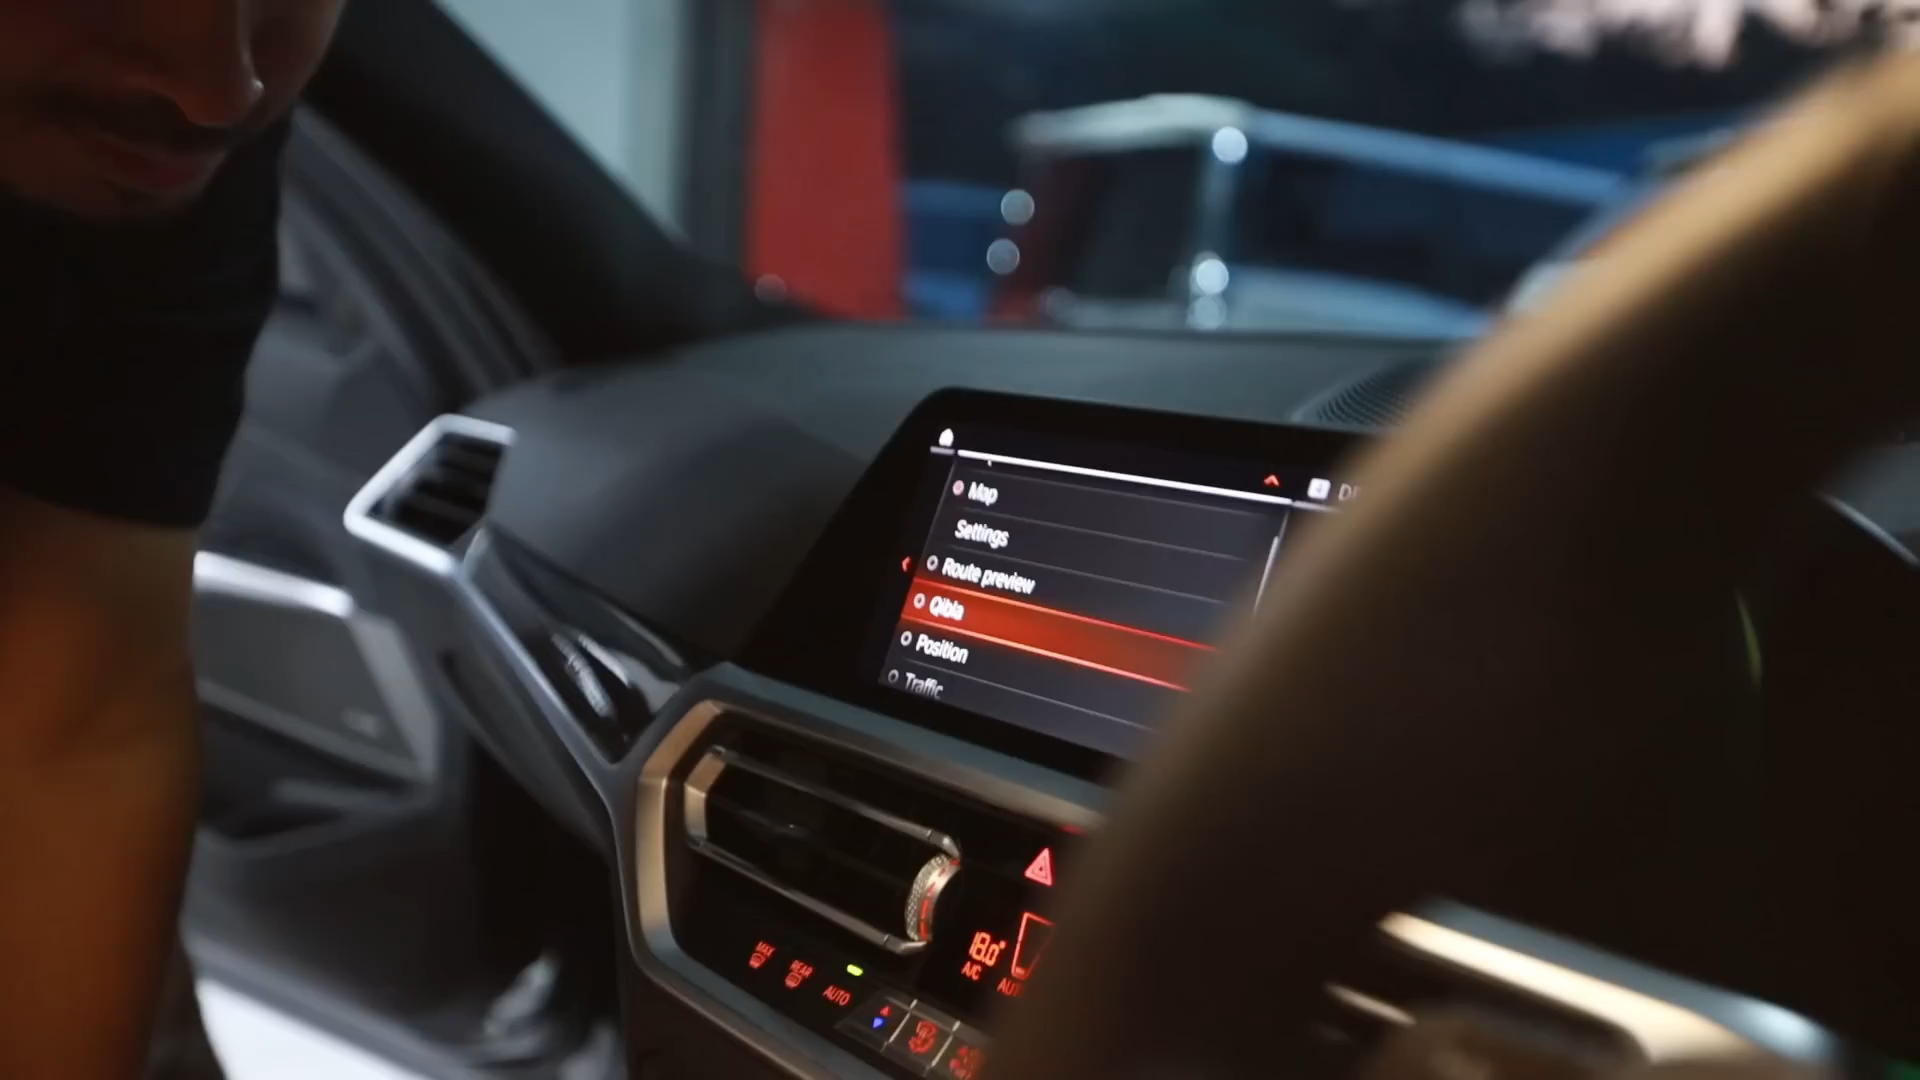 Map
Settings
Route preview
Qibla
Position
Traffic
MAX
REAR
AUTO
18.0°
A/C